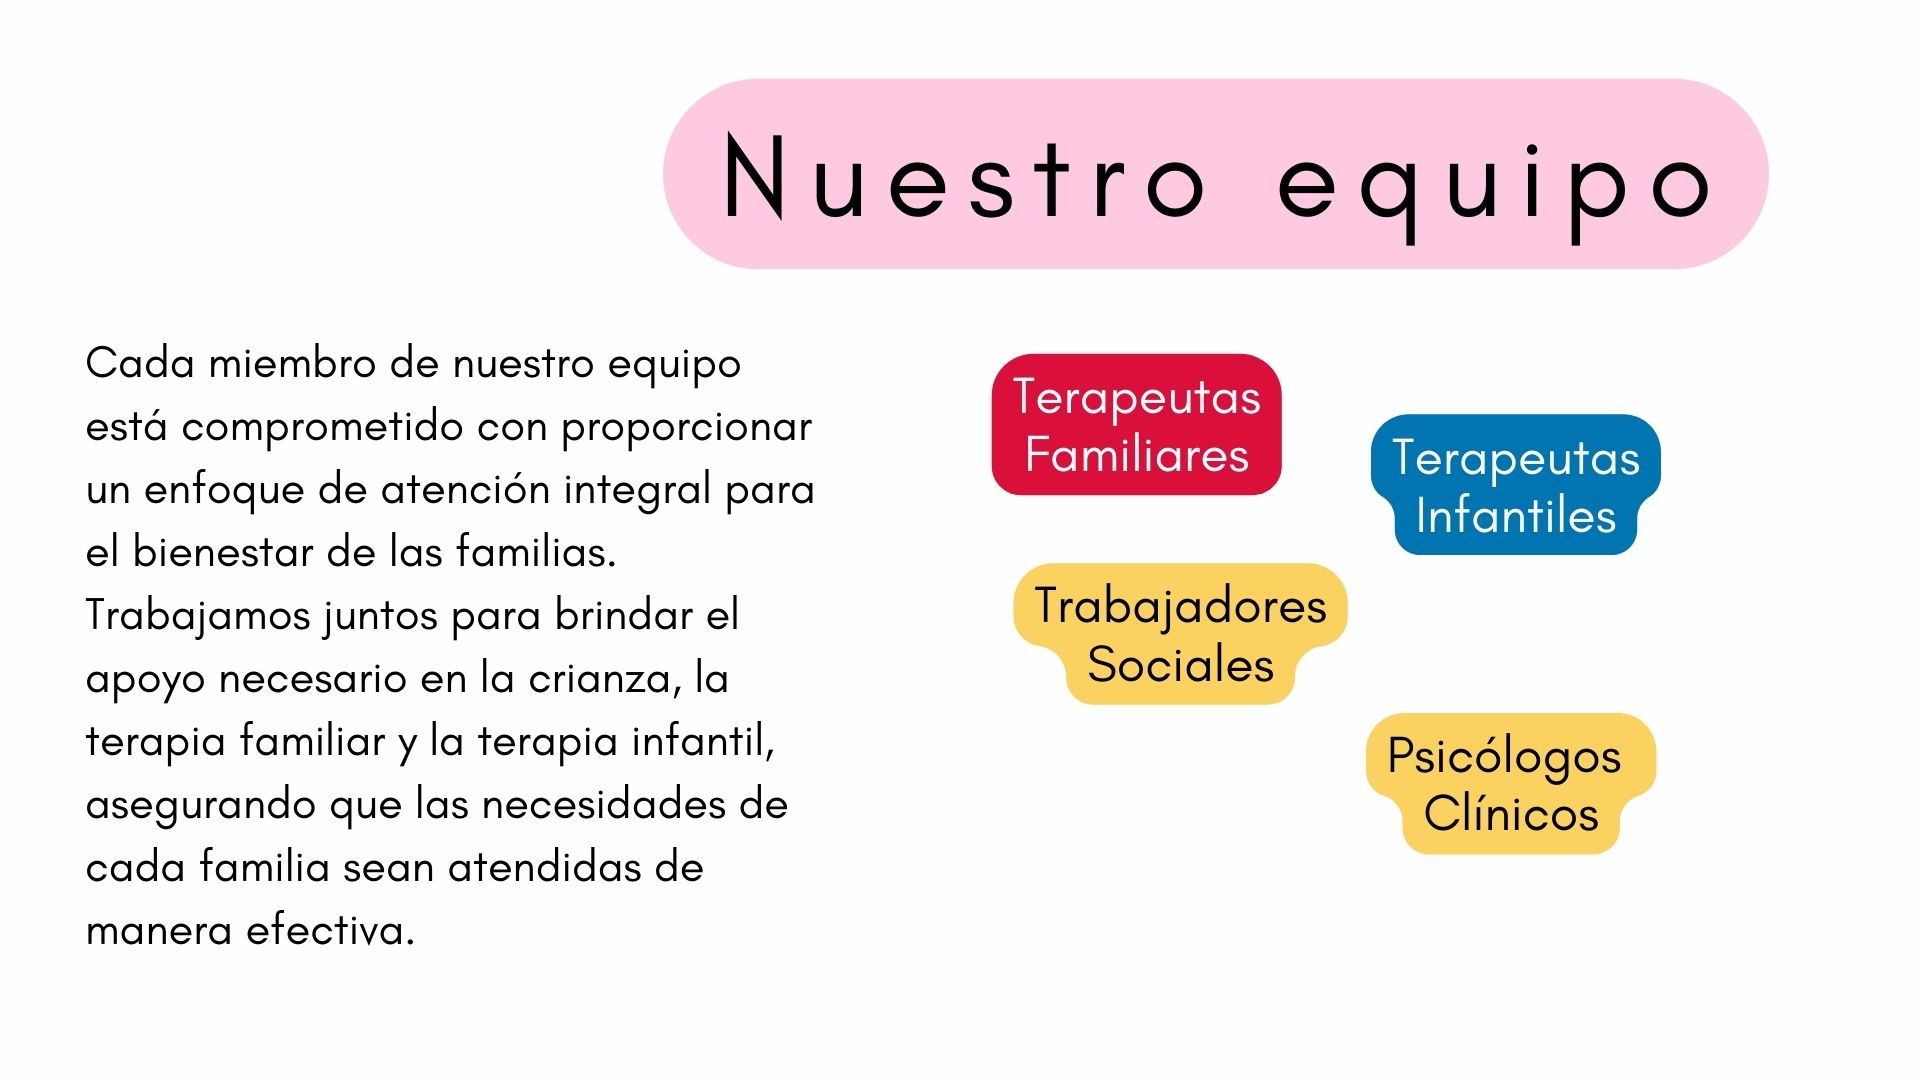 Nuestro equipo
Cada miembro de nuestro equipo
está comprometido con proporcionar
un enfoque de atención integral para
el bienestar de las familias.
Trabajamos juntos para brindar el
apoyo necesario en la crianza, la
terapia familiar y la terapia infantil,
asegurando que las necesidades de
cada familia sean atendidas de
manera efectiva.
Terapeutas
Familiares
Terapeutas
Infantiles
Trabajadores
Sociales
Psicólogos
Clínicos